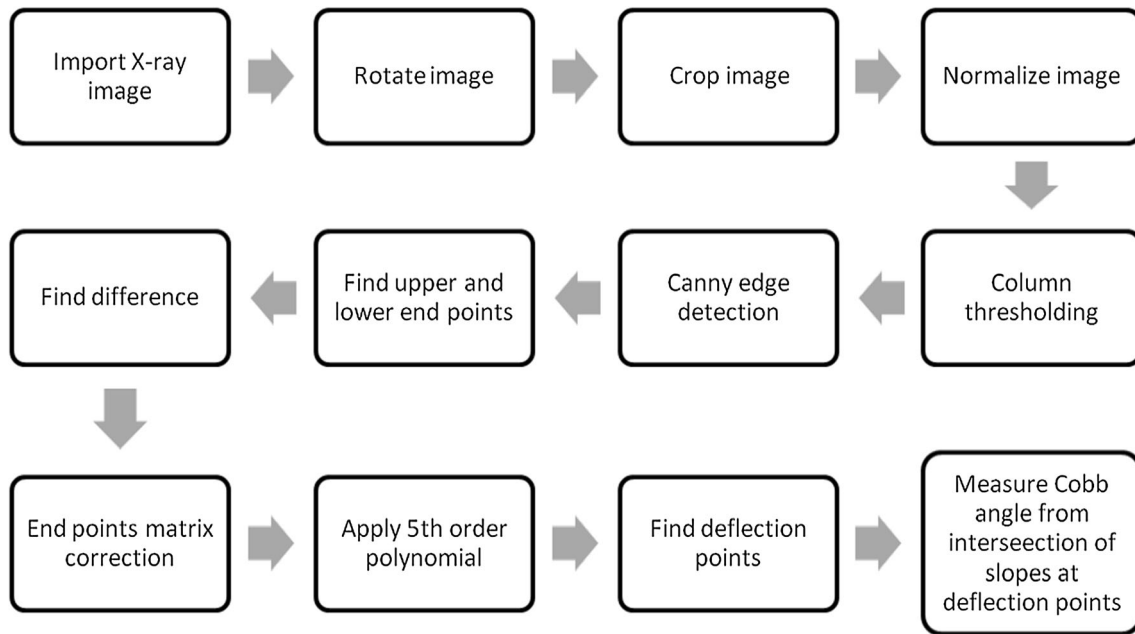 Import X-ray
image
Rotate image
Crop image
Normalize image
Column
thresholding
Canny edge
detection
Find upper and
lower end points
Find difference
End points matrix
correction
Apply 5th order
polynomial
Find deflection
points
Measure Cobb
angle from
interseection of
slopes at
deflection points